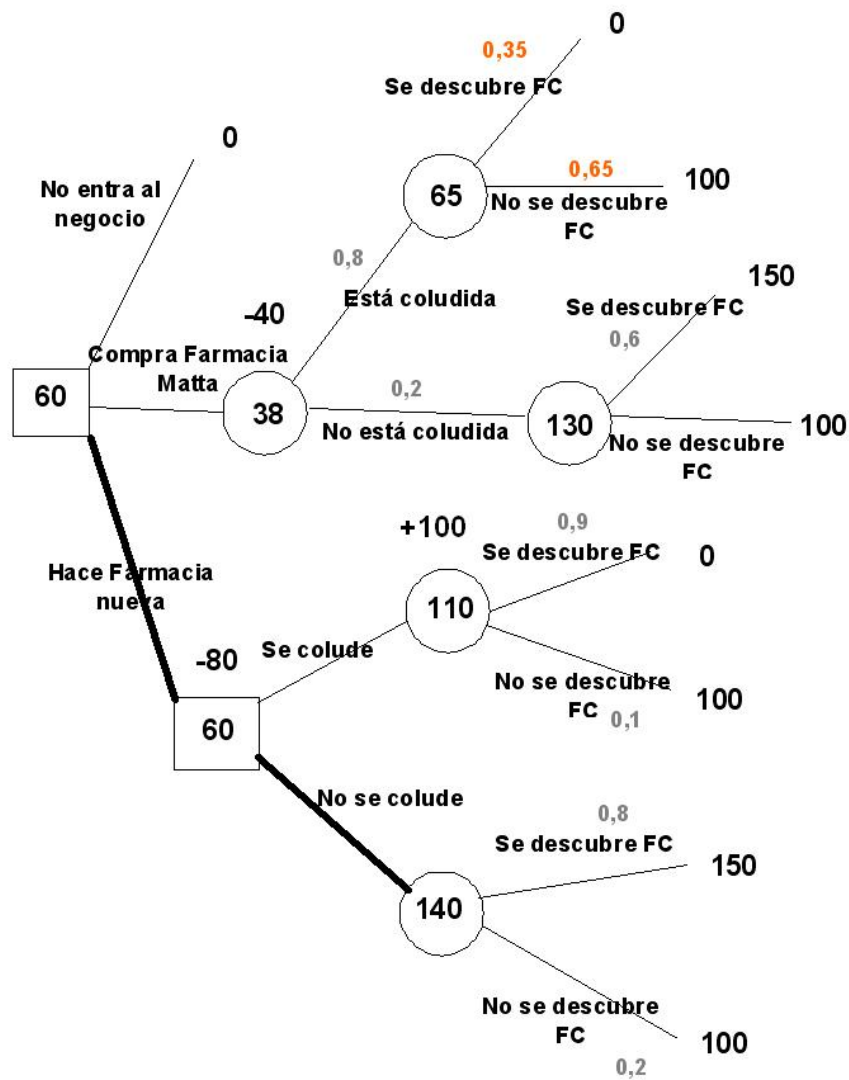 0
0,35
Se descubre FC
0
No entra al
negocio
0,65
100
65
No se descubre
FC
0,8
Está coludida
150
Se descubre FC
0,6
-40
Compra Farmacia
Matta
60
38
0,2
No está coludida
130
100
No se descubre
FC
+100
0,9
Se descubre FC
0
Hace Farmacia
nueva
110
-80
Se colude
No se descubre
FC
0,1
100
60
No se colude
0,8
Se descubre FC
150
140
No se descubre
FC
0,2
100